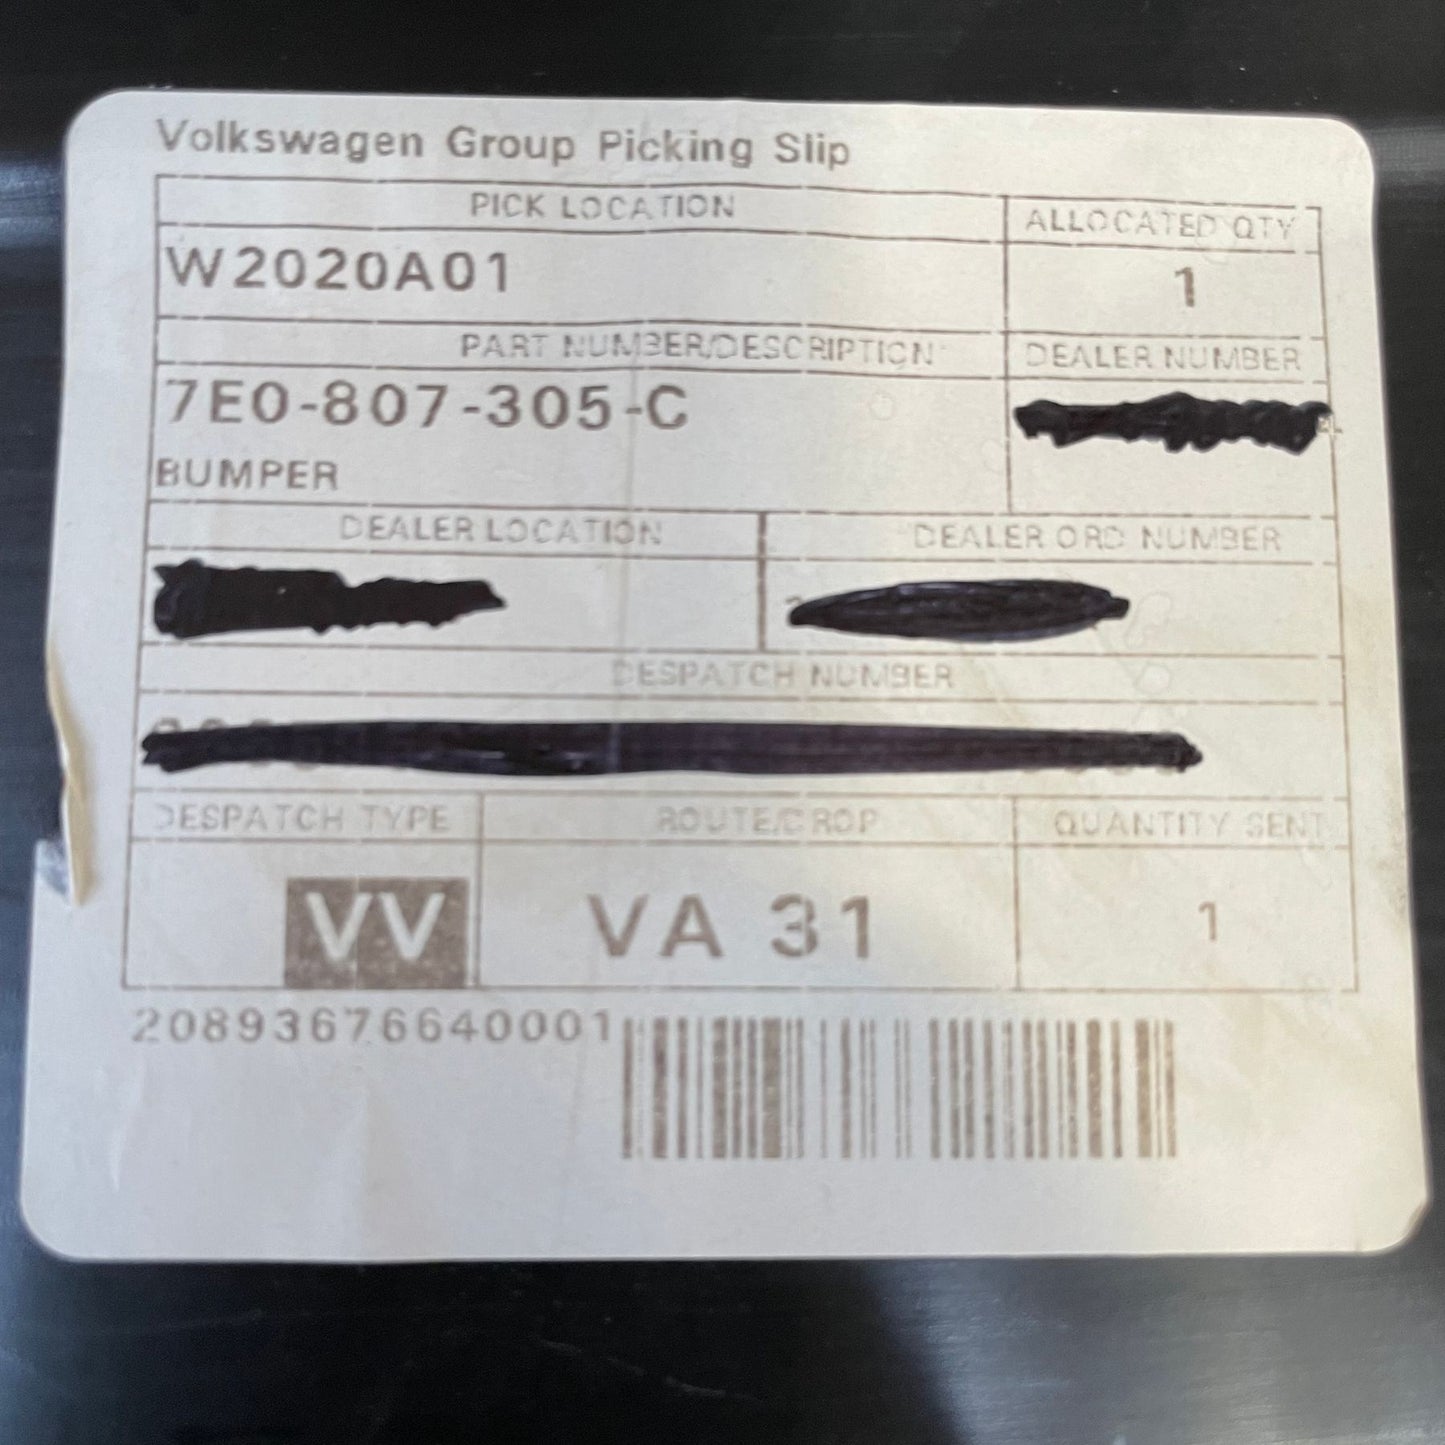 Volkswagen Group Picking Slip
PICK LOCATION
ALLOCATED QTY
W2020A01
1
PART NUMBER/DESCRIPTION
DEALER NUMBER
7E0-807-305-C
BUMPER
DEALER LOCATION
DEALER ORD NUMBER
DESPATCH NUMBER
DESPATCH TYPE
ROUTE/DROP
QUANTITY SENT
VV
VA 31
1
20893676640001